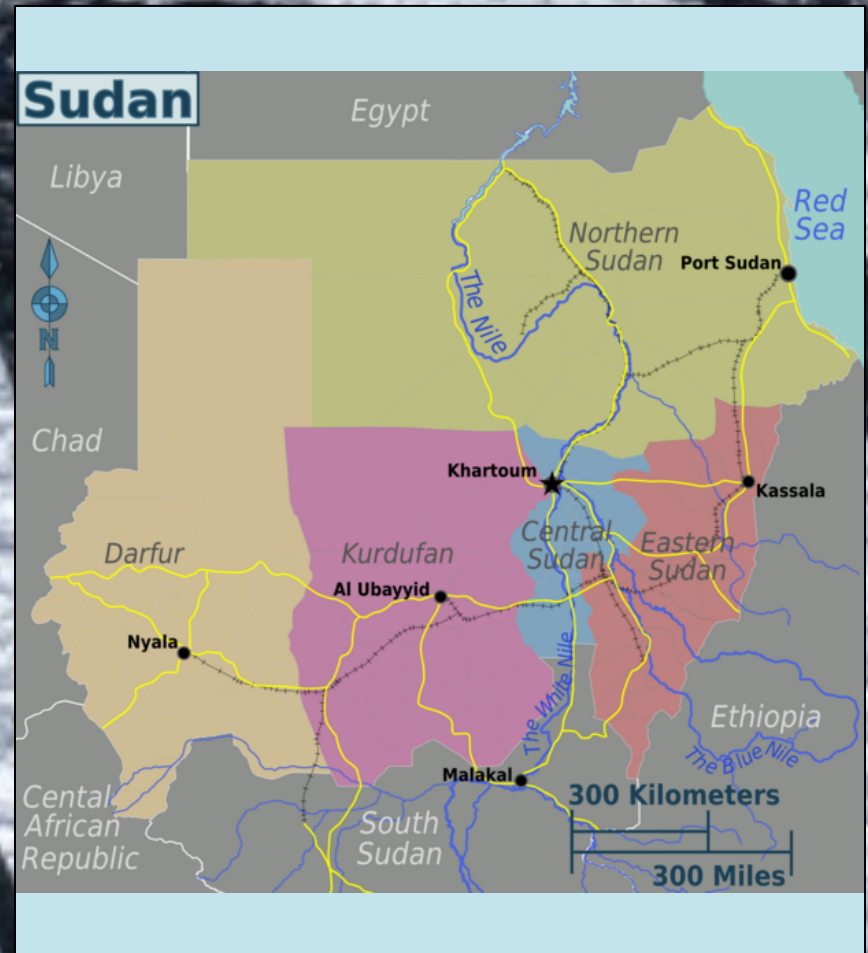 Sudan
Egypt
Libya
Red
Sea
Northern
Sudan
Port Sudan
The Nile
N
Chad
Khartoum
Kassala
Central
Sudan
Eastern
Sudan
Darfur
Kurdufan
Al Ubayyid
Nyala
The White Nile
Ethiopia
The Blue Nile
Malakal
300 Kilometers
Cental
African
Republic
South
Sudan
300 Miles